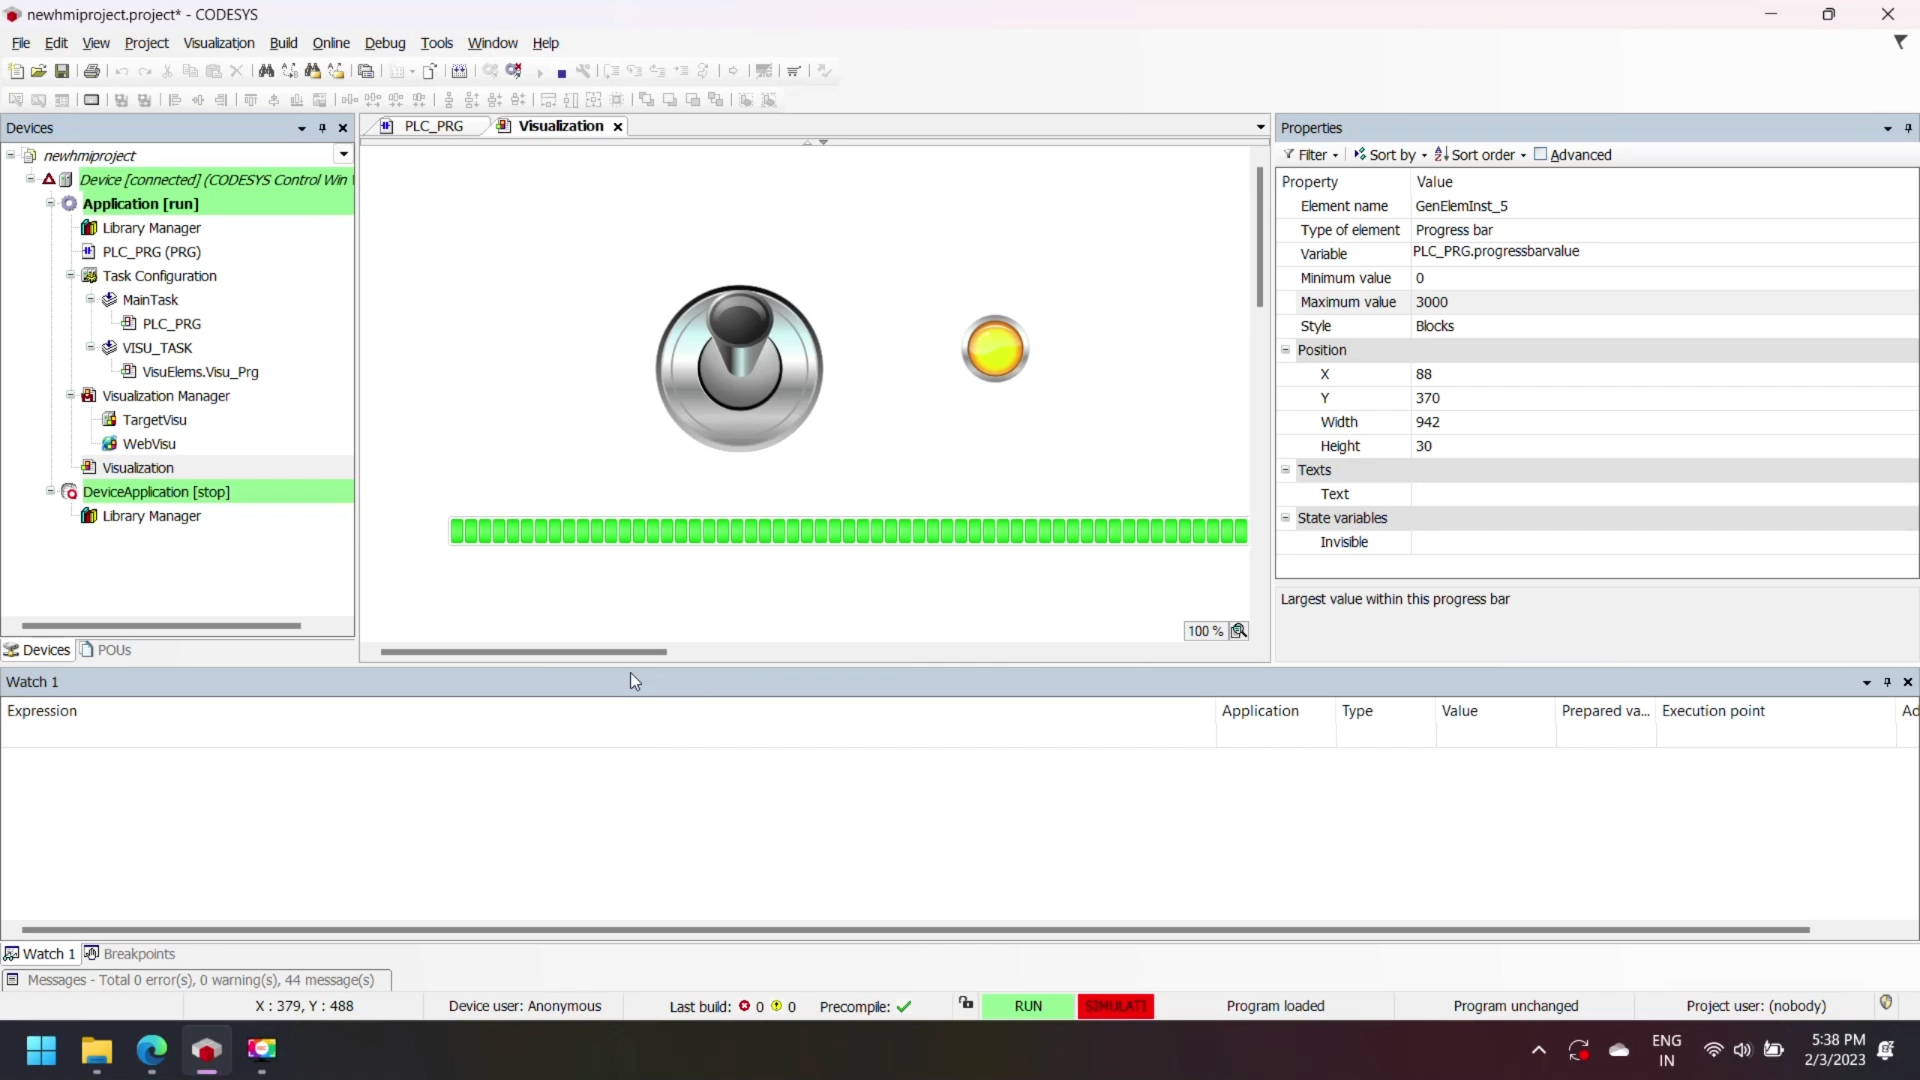 newhmiproject.project* - CODESYS
File Edit View Project Visualization Build Online Debug Tools Window Help
Devices
newhmiproject
Device [connected] (CODESYS Control Win V
Application [run]
Library Manager
PLC_PRG (PRG)
Task Configuration
MainTask
PLC_PRG
VISU_TASK
VisuElems.Visu_Prg
Visualization Manager
TargetVisu
WebVisu
Visualization
DeviceApplication [stop]
Library Manager
Devices POUs
PLC_PRG Visualization
100 %
Properties
Filter Sort by Sort order Advanced
Property Value
Element name GenElemInst_5
Type of element Progress bar
Variable PLC_PRG.progressbarvalue
Minimum value 0
Maximum value 3000
Style Blocks
Position
X 88
Y 370
Width 942
Height 30
Texts
Text
State variables
Invisible
Largest value within this progress bar
Watch 1
Expression Application Type Value Prepared va... Execution point Ad
Watch 1 Breakpoints
Messages - Total 0 error(s), 0 warning(s), 44 message(s)
X : 379, Y : 488 Device user: Anonymous Last build: 0 0 Precompile: RUN SIMULATI Program loaded Program unchanged Project user: (nobody)
ENG 5:38 PM
IN 2/3/2023